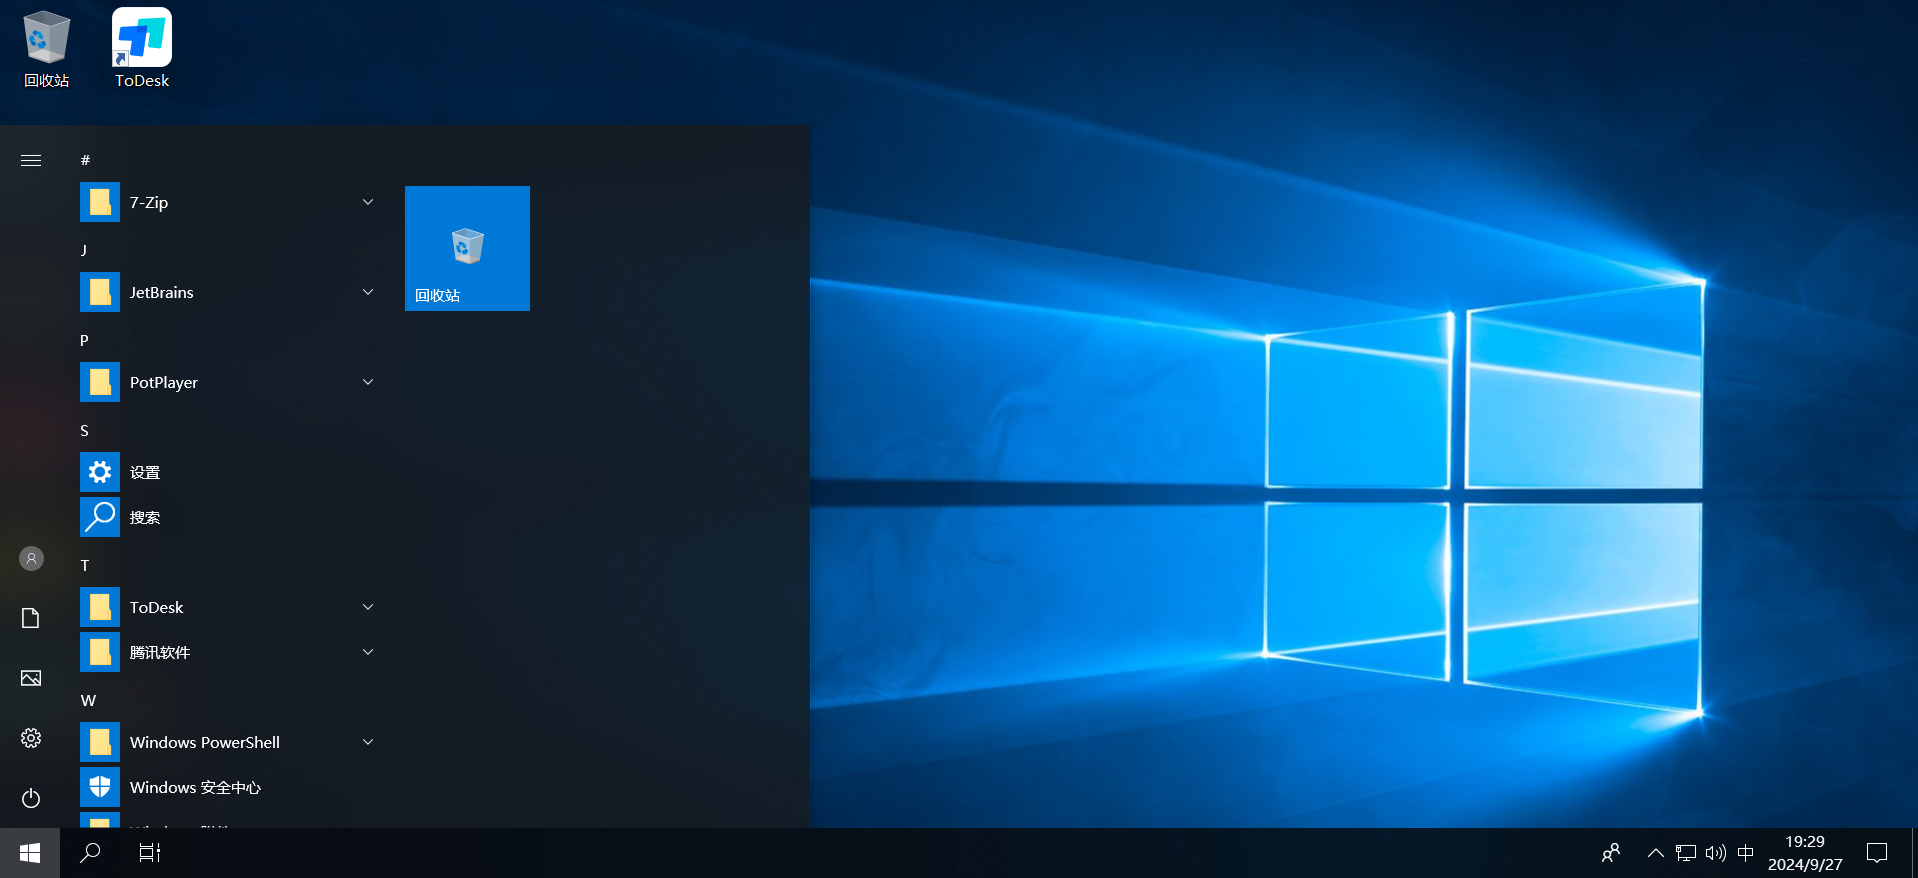 回收站
ToDesk
#
7-Zip
回收站
J
JetBrains
P
PotPlayer
S
设置
搜索
T
ToDesk
腾讯软件
W
Windows PowerShell
Windows 安全中心
中
19:29
2024/9/27